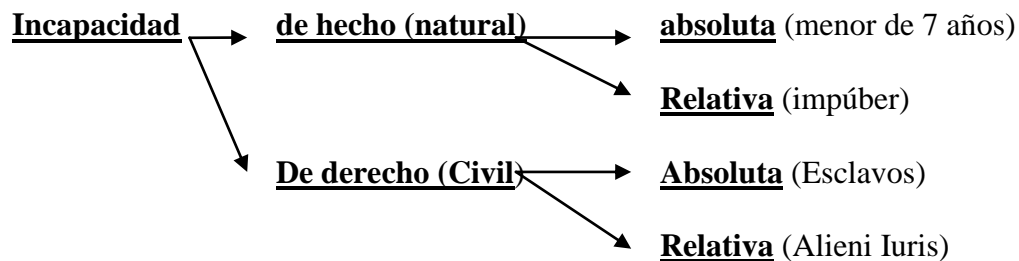 Incapacidad de hecho (natural) absoluta (menor de 7 años)
Relativa (impúber)
De derecho (Civil) Absoluta (Esclavos)
Relativa (Alieni Iuris)